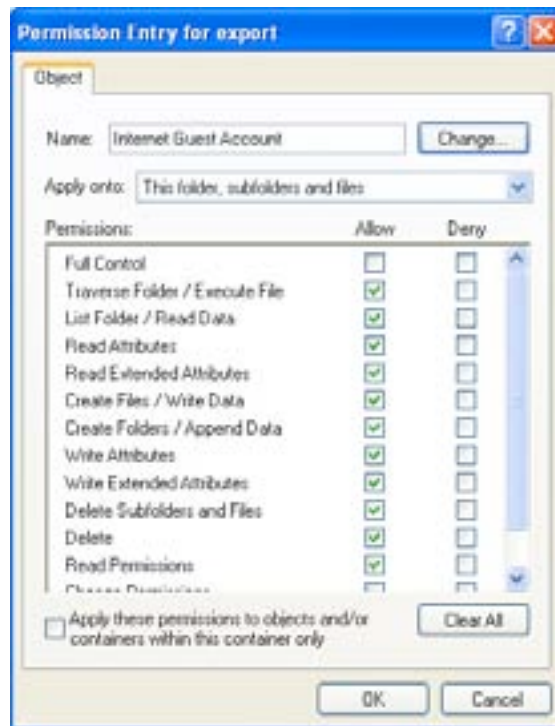 Permission Entry for export
Object
Name: Internet Guest Account Change...
Apply onto: This folder, subfolders and files
Permissions: Allow Deny
Full Control
Traverse Folder / Execute File
List Folder / Read Data
Read Attributes
Read Extended Attributes
Create Files / Write Data
Create Folders / Append Data
Write Attributes
Write Extended Attributes
Delete Subfolders and Files
Delete
Read Permissions
Change Permissions
Apply these permissions to objects and/or
containers within this container only
Clear All
OK Cancel